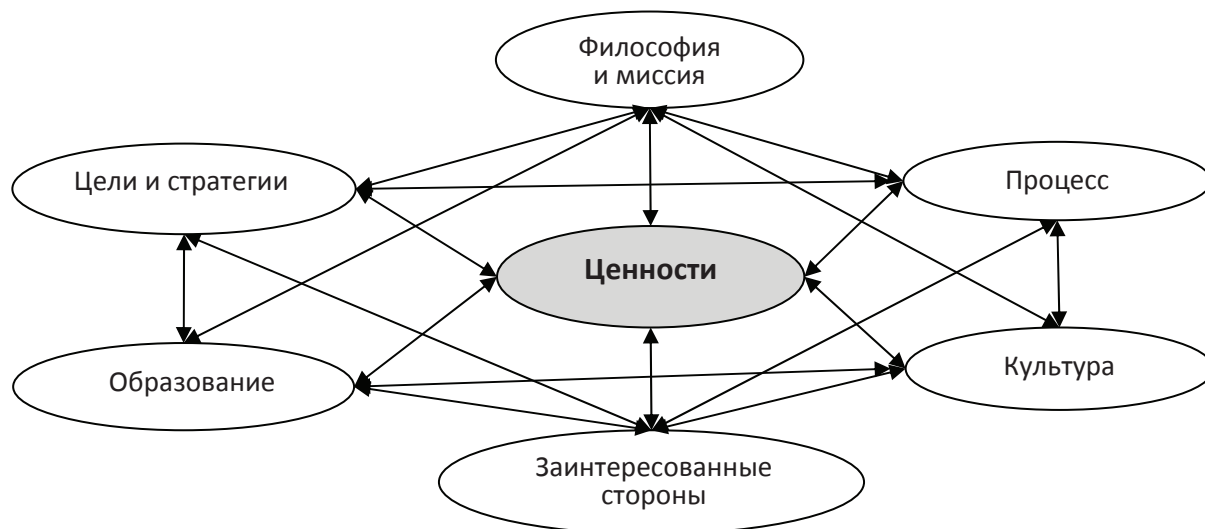 Философия
и миссия
Цели и стратегии
Процесс
Ценности
Образование
Культура
Заинтересованные
стороны